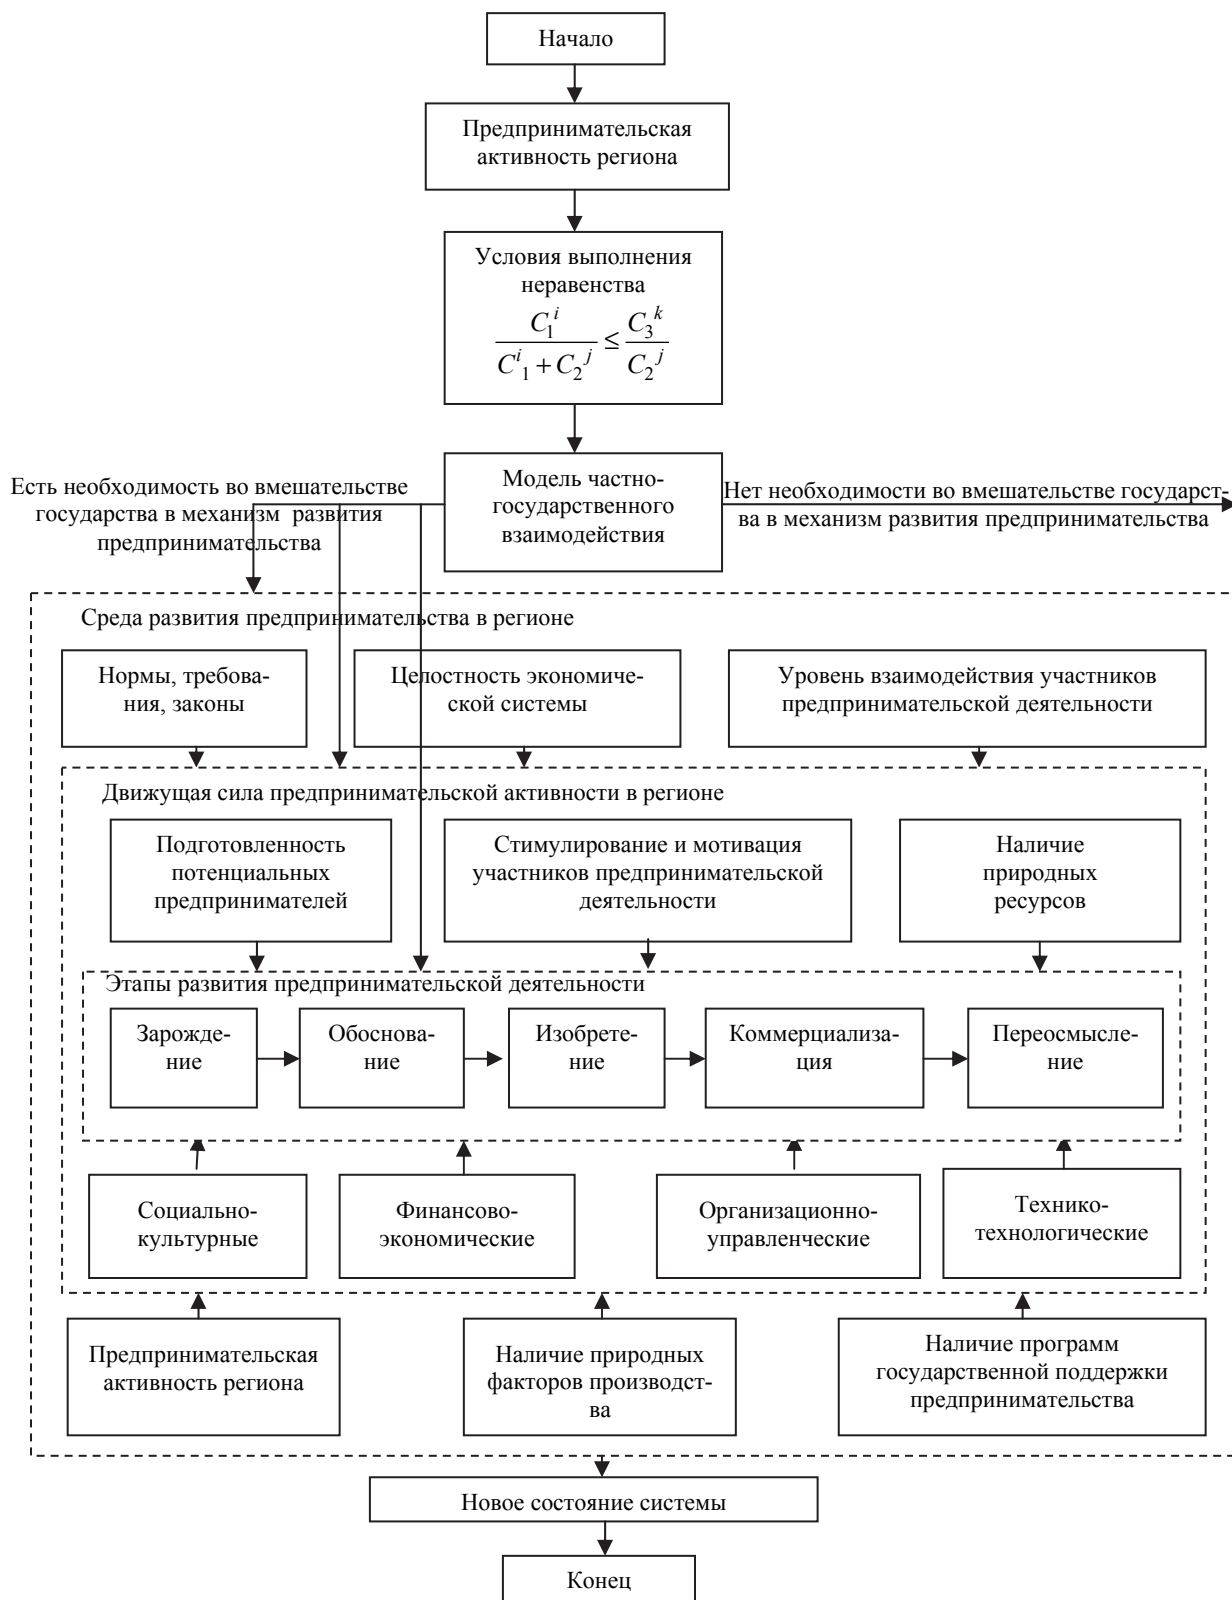 Начало
Предпринимательская
активность региона
Условия выполнения
неравенства
C₁ⁱ / (Cⁱ₁ + C₂ʲ) ≤ C₃ᵏ / C₂ʲ
Есть необходимость во вмешательстве
государства в механизм развития
предпринимательства
Модель частно-
государственного
взаимодействия
Нет необходимости во вмешательстве государст-
ва в механизм развития предпринимательства
Среда развития предпринимательства в регионе
Нормы, требова-
ния, законы
Целостность экономиче-
ской системы
Уровень взаимодействия участников
предпринимательской деятельности
Движущая сила предпринимательской активности в регионе
Подготовленность
потенциальных
предпринимателей
Стимулирование и мотивация
участников предпринимательской
деятельности
Наличие
природных
ресурсов
Этапы развития предпринимательской деятельности
Зарожде-
ние
Обоснова-
ние
Изобрете-
ние
Коммерциализа-
ция
Переосмысле-
ние
Социально-
культурные
Финансово-
экономические
Организационно-
управленческие
Технико-
технологические
Предпринимательская
активность региона
Наличие природных
факторов производст-
ва
Наличие программ
государственной поддержки
предпринимательства
Новое состояние системы
Конец